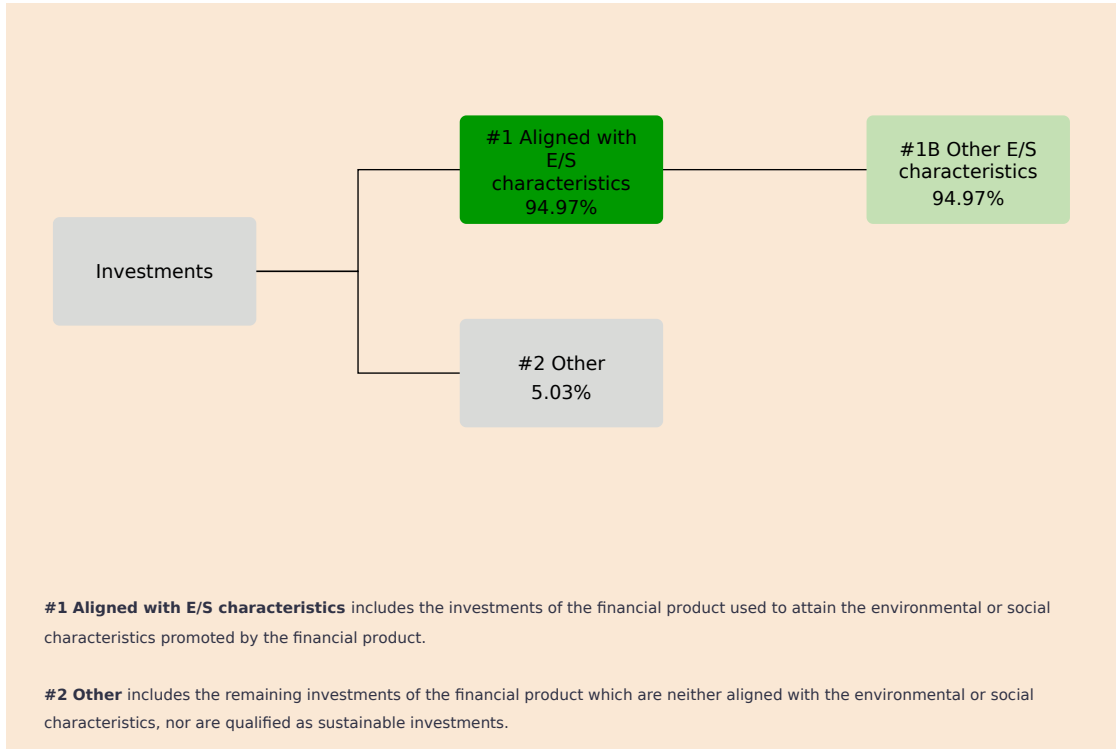 #1 Aligned with
E/S
characteristics
94.97%
#1B Other E/S
characteristics
94.97%
Investments
#2 Other
5.03%
#1 Aligned with E/S characteristics includes the investments of the financial product used to attain the environmental or social
characteristics promoted by the financial product.
#2 Other includes the remaining investments of the financial product which are neither aligned with the environmental or social
characteristics, nor are qualified as sustainable investments.